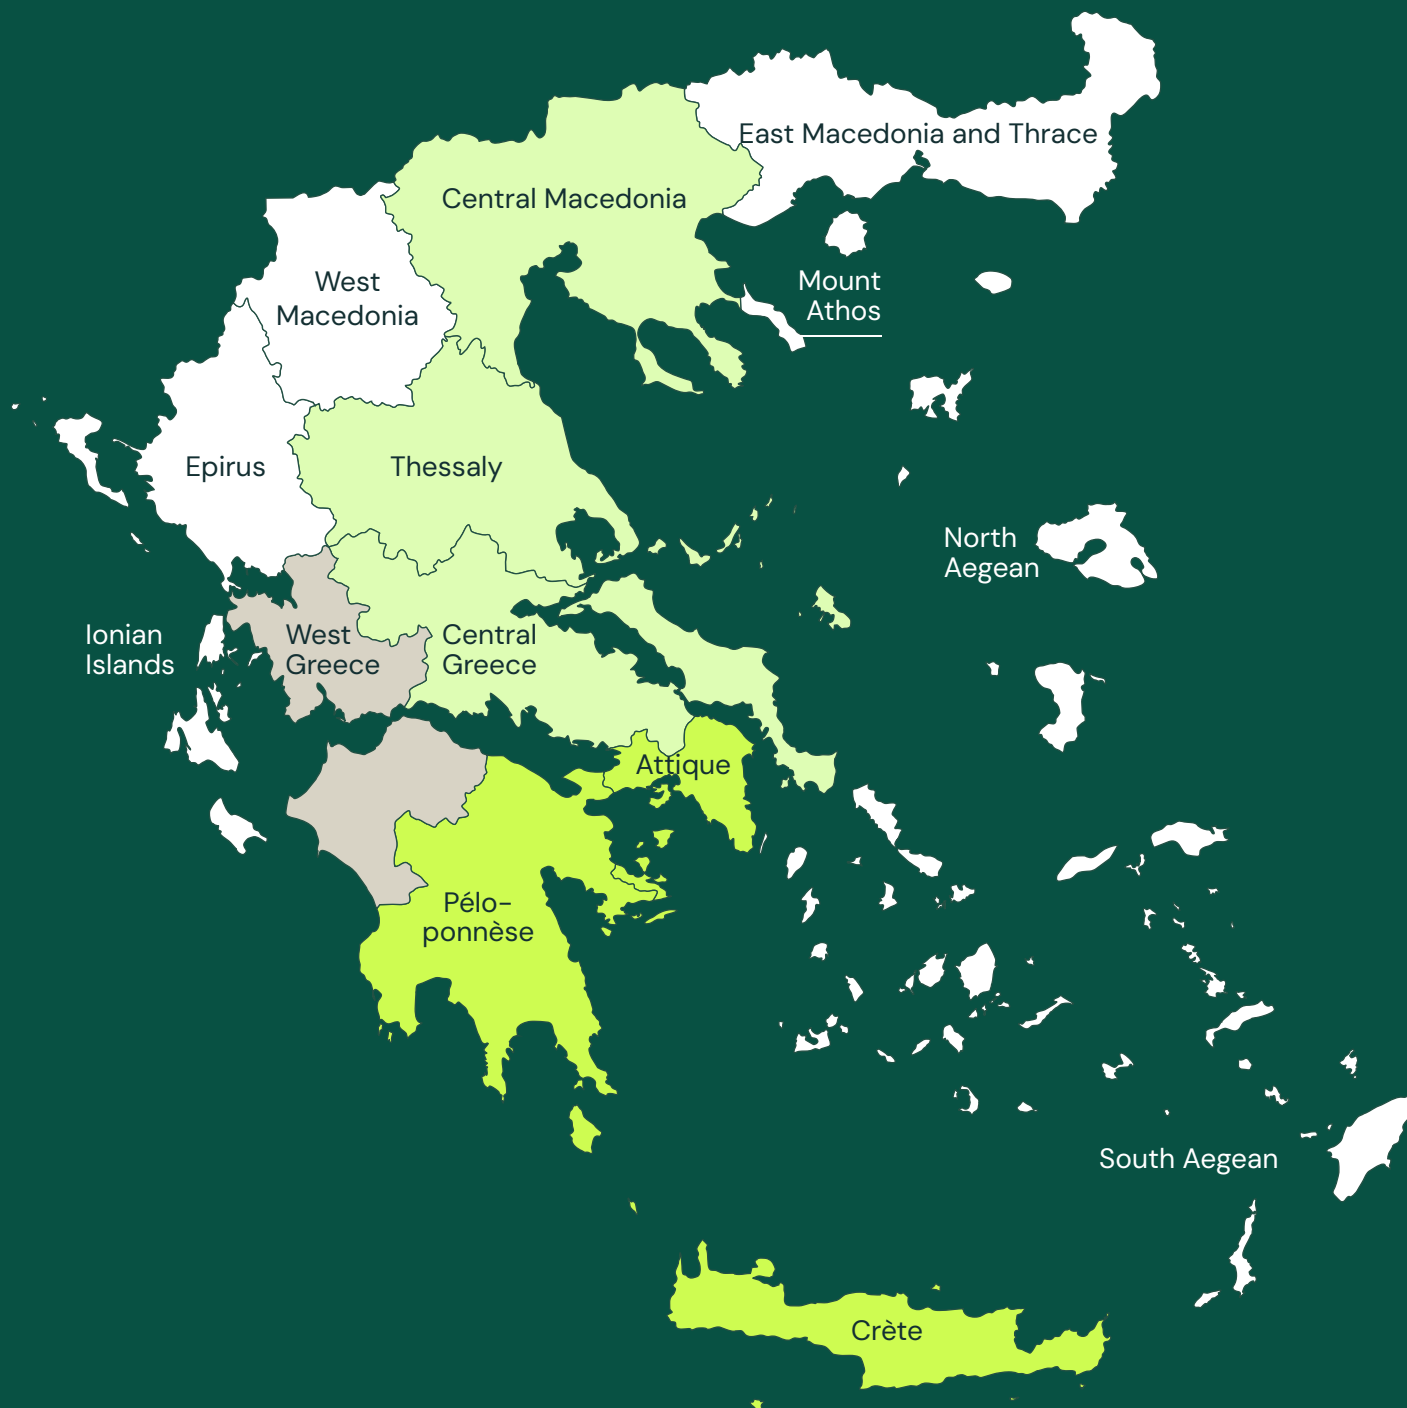 East Macedonia and Thrace
Central Macedonia
West
Macedonia
Mount
Athos
Epirus
Thessaly
North
Aegean
Ionian
Islands
West
Greece
Central
Greece
Attique
Pélo-
ponnèse
South Aegean
Crète